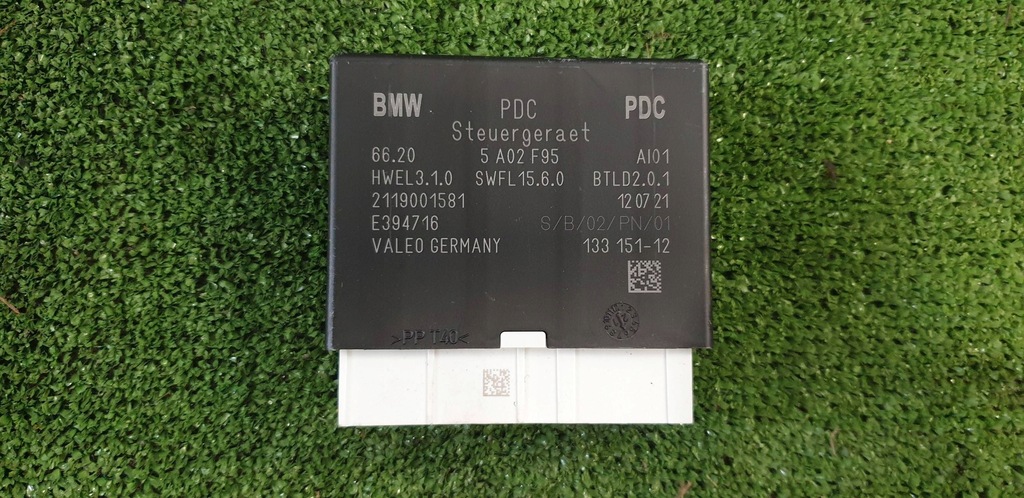 BMW PDC PDC
Steuergeraet
66.20 5 A02 F95 AI01
HWEL3.1.0 SWFL15.6.0 BTLD2.0.1
2119001581 12 07 21
E394716 S/B/02/PN/01
VALEO GERMANY 133 151-12
>PP T40<